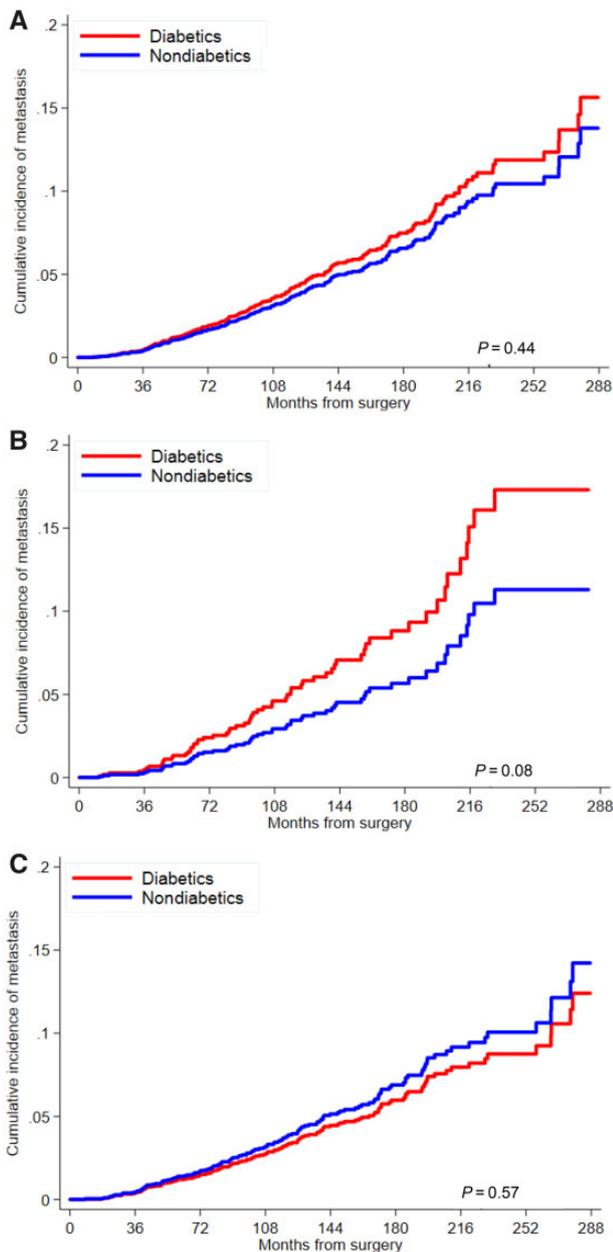 A
.2
.15
.1
.05
0
Cumulative incidence of metastasis
Diabetics
Nondiabetics
P = 0.44
0 36 72 108 144 180 216 252 288
Months from surgery
B
.2
.15
.1
.05
0
Cumulative incidence of metastasis
Diabetics
Nondiabetics
P = 0.08
0 36 72 108 144 180 216 252 288
Months from surgery
C
.2
.15
.1
.05
0
Cumulative incidence of metastasis
Diabetics
Nondiabetics
P = 0.57
0 36 72 108 144 180 216 252 288
Months from surgery